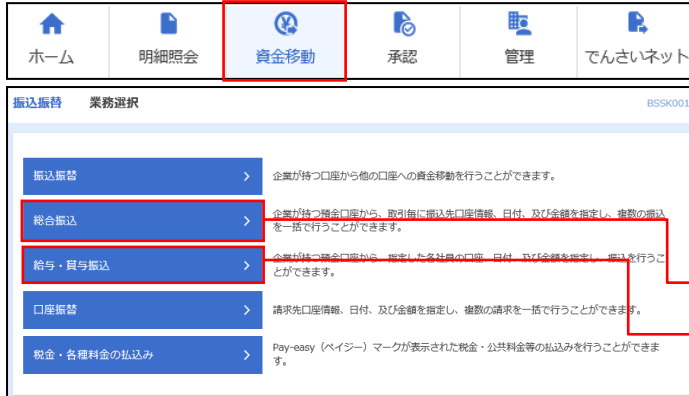 ホーム
明細照会
資金移動
承認
管理
でんさいネット
振込振替 業務選択
BSSK001
振込振替
企業が持つ口座から他の口座への資金移動を行うことができます。
総合振込
企業が持つ預金口座から、取引毎に振込先口座情報、日付、及び金額を指定し、複数の振込
を一括で行うことができます。
給与・賞与振込
企業が持つ預金口座から、指定した各社員の口座、日付、及び金額を指定し、振込を行うこ
とができます。
口座振替
請求先口座情報、日付、及び金額を指定し、複数の請求を一括で行うことができます。
税金・各種料金の払込み
Pay-easy（ペイジー）マークが表示された税金・公共料金等の払込みを行うことができま
す。